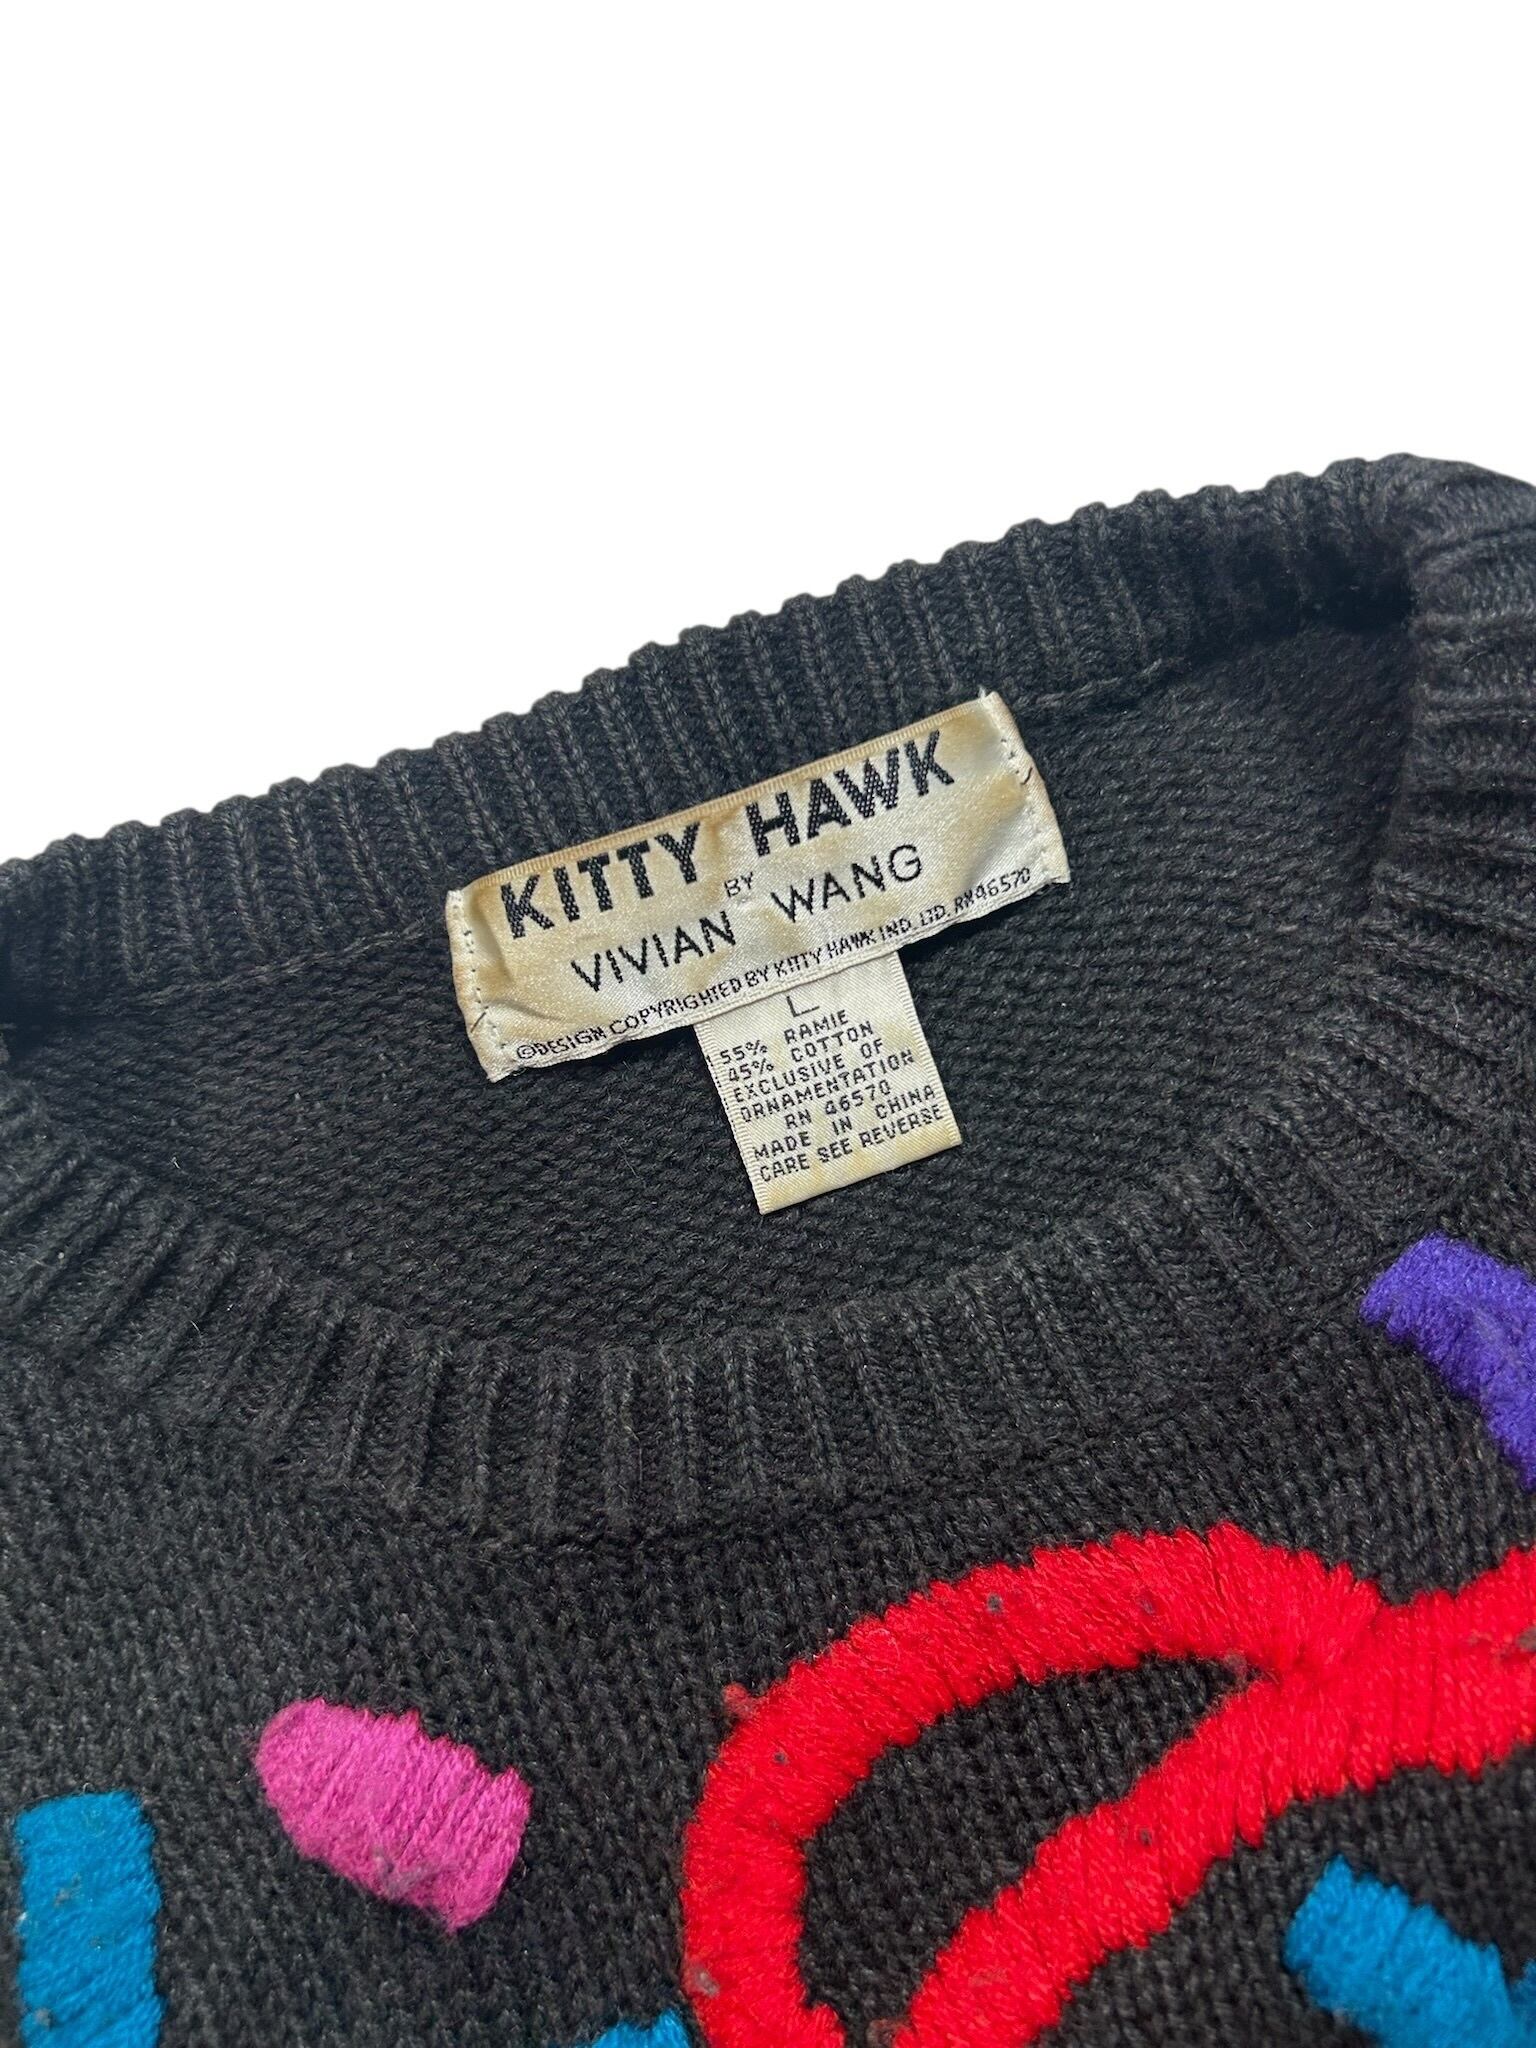 KITTY HAWK
BY
VIVIAN WANG
©DESIGN COPYRIGHTED BY KITTY HAWK IND. LTD. RN46570
L
55% RAMIE
45% COTTON
EXCLUSIVE OF
ORNAMENTATION
RN 46570
MADE IN CHINA
CARE SEE REVERSE